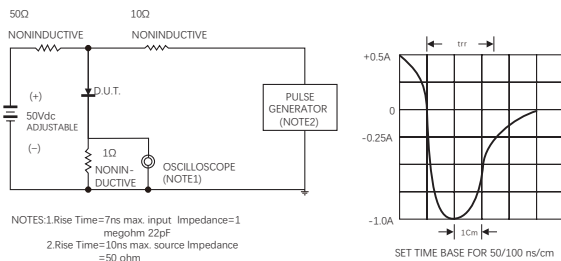 50Ω
NONINDUCTIVE
10Ω
NONINDUCTIVE
(+)
50Vdc
ADJUSTABLE
(−)
D.U.T.
1Ω
NONIN-
DUCTIVE
OSCILLOSCOPE
(NOTE1)
PULSE
GENERATOR
(NOTE2)
NOTES:1.Rise Time=7ns max. input Impedance=1
megohm 22pF
2.Rise Time=10ns max. source Impedance
=50 ohm
trr
+0.5A
0
-0.25A
-1.0A
1Cm
SET TIME BASE FOR 50/100 ns/cm